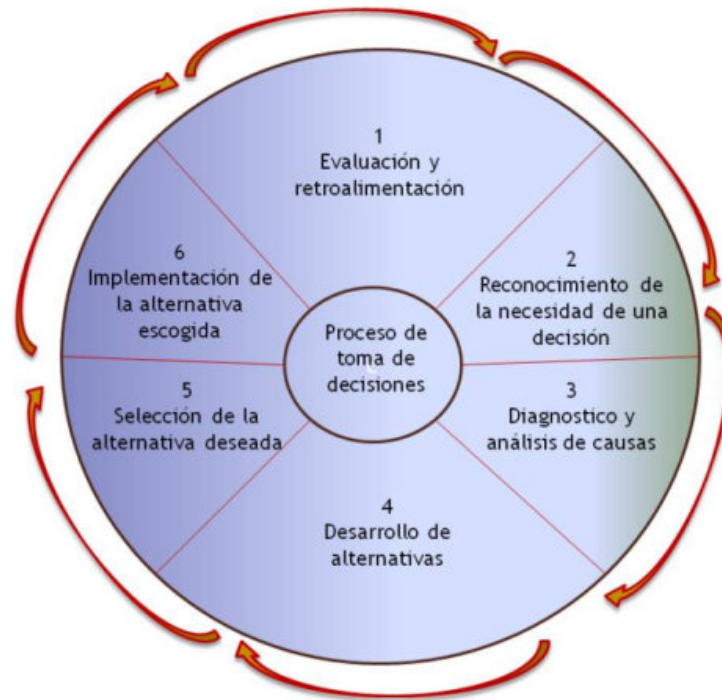 1
Evaluación y
retroalimentación
2
Reconocimiento de
la necesidad de una
decisión
3
Diagnostico y
análisis de causas
4
Desarrollo de
alternativas
5
Selección de la
alternativa deseada
6
Implementación de
la alternativa
escogida
Proceso de
toma de
decisiones